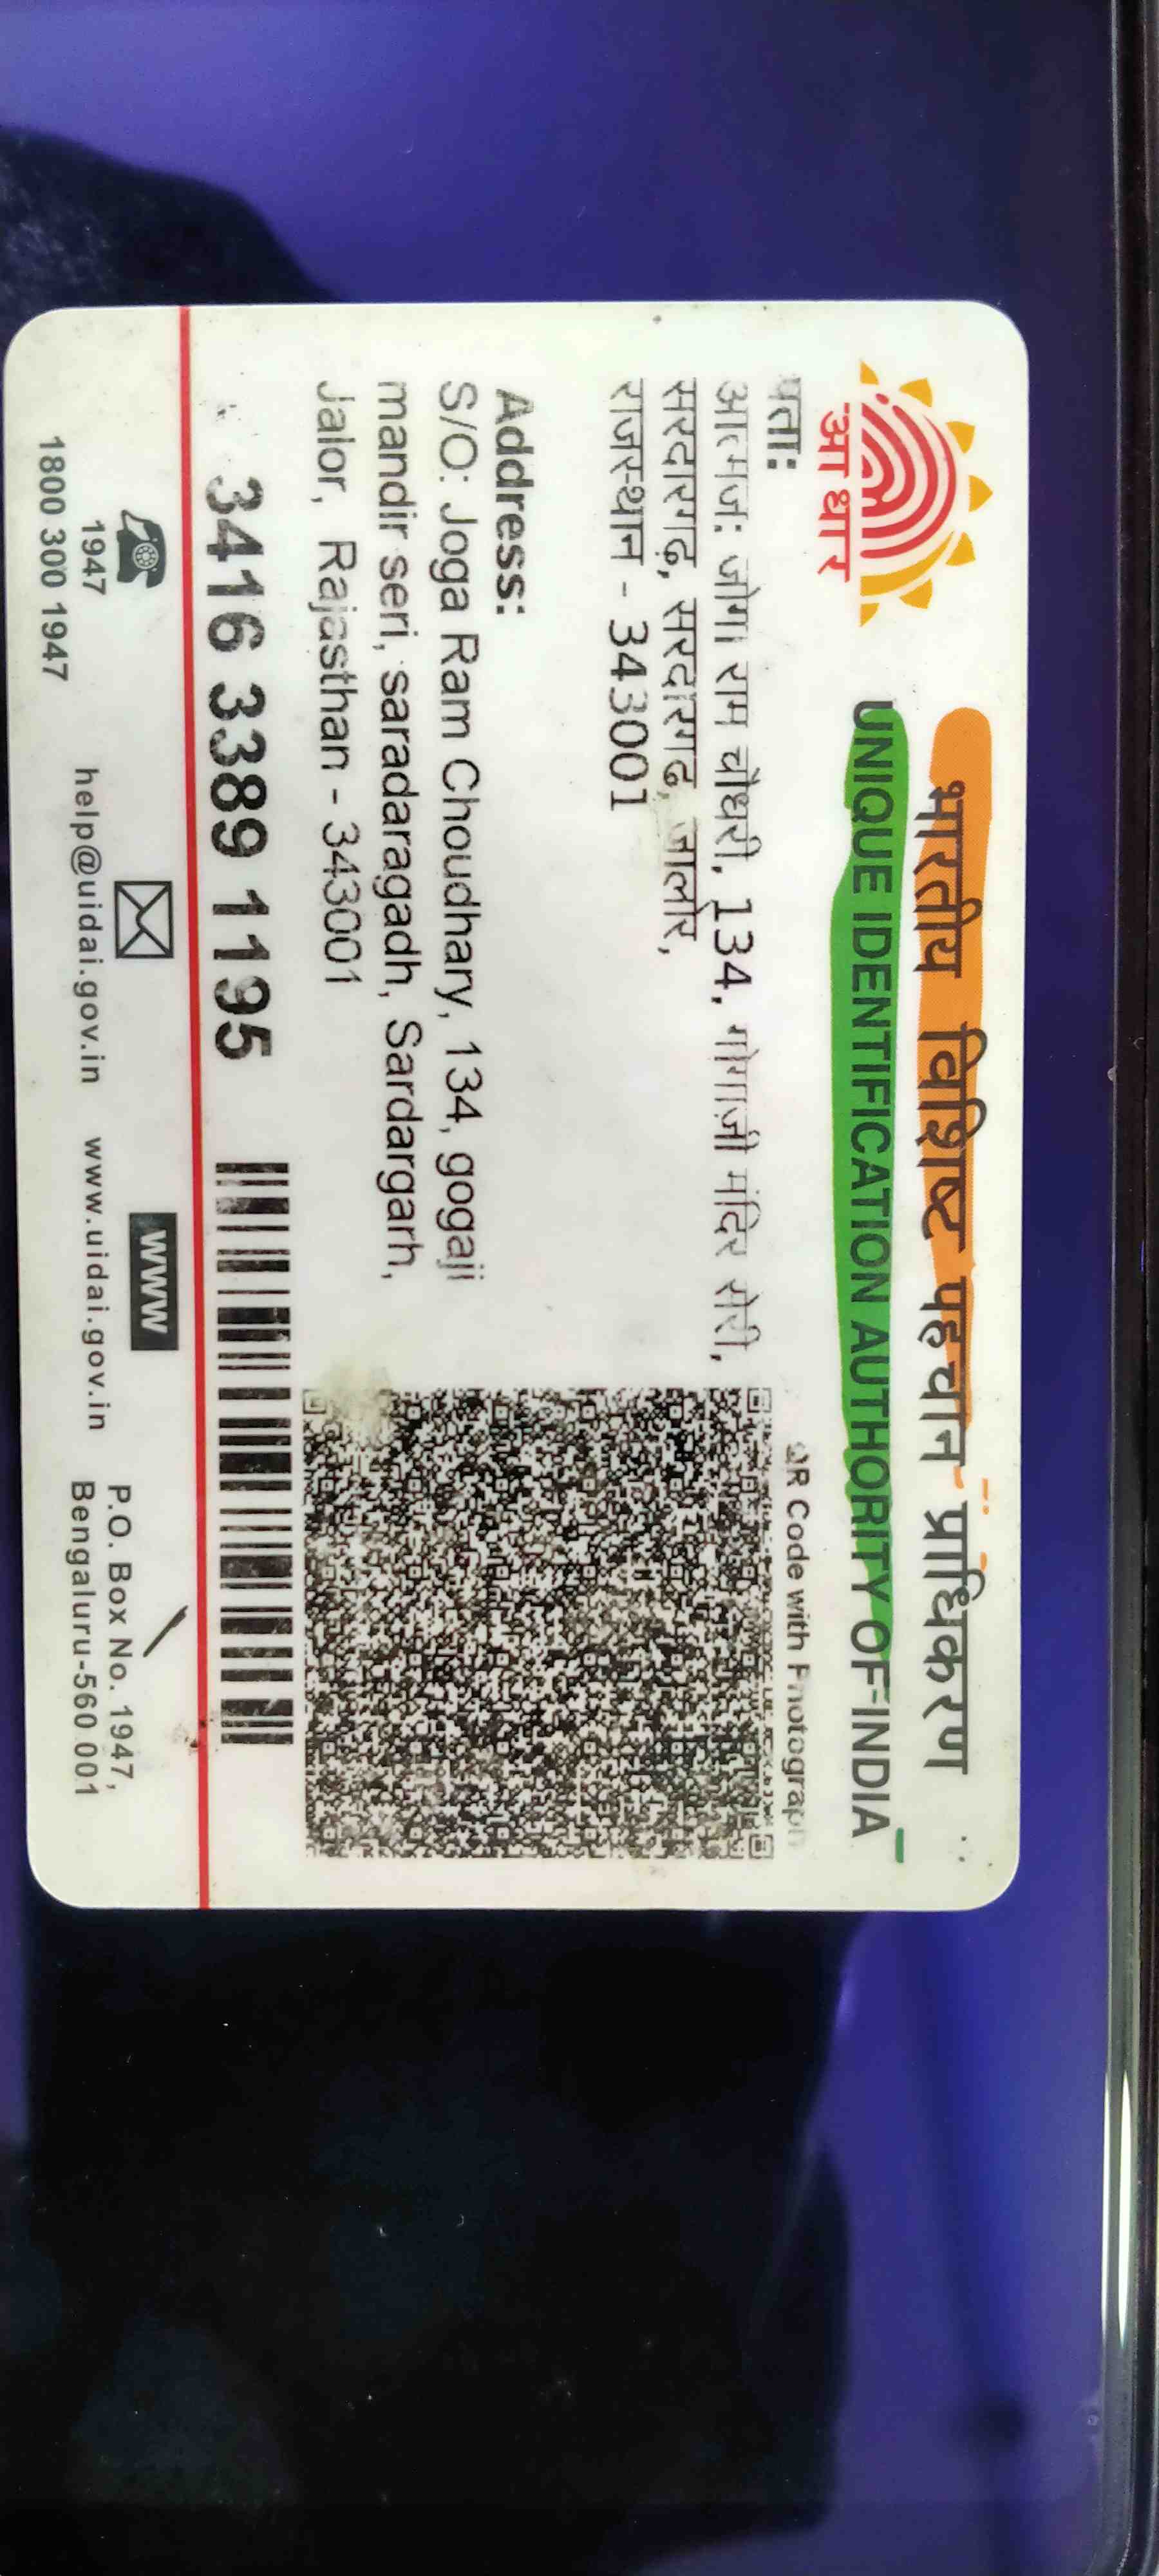 भारतीय विशिष्ट पहचान प्राधिकरण
UNIQUE IDENTIFICATION AUTHORITY OF INDIA
आधार
QR Code with Photograph
पता:
आत्मज: जोगा राम चौधरी, 134, गोगाजी मंदिर सेरी,
सरदारगढ़, सरदारगढ, जालोर,
राजस्थान - 343001
Address:
S/O: Joga Ram Choudhary, 134, gogaji
mandir seri, saradaragadh, Sardargarh,
Jalor, Rajasthan - 343001
3416 3389 1195
1947
1800 300 1947
help@uidai.gov.in
www
www.uidai.gov.in
P.O. Box No. 1947,
Bengaluru-560 001